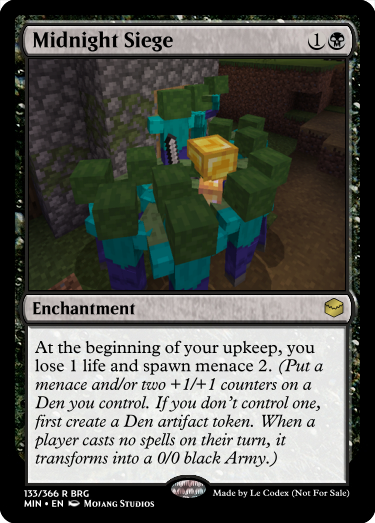 Midnight Siege 1
Enchantment
At the beginning of your upkeep, you
lose 1 life and spawn menace 2. (Put a
menace and/or two +1/+1 counters on a
Den you control. If you don't control one,
first create a Den artifact token. When a
player casts no spells on their turn, it
transforms into a 0/0 black Army.)
133/366 R BRG
MIN • EN Mojang Studios
Made by Le Codex (Not For Sale)